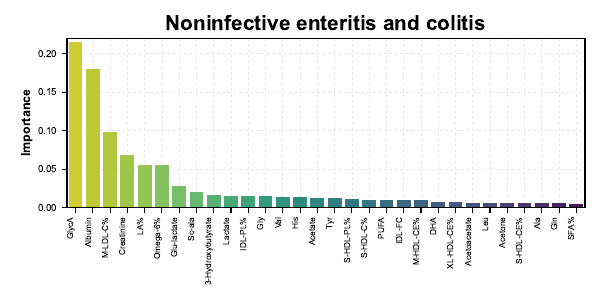 Noninfective enteritis and colitis
Importance
0.20
0.15
0.10
0.05
0.00
GlycA
Albumin
M-LDL-C%
Creatinine
LA%
Omega-6%
Glu-lactate
Sc-ala
3-Hydroxybutyrate
Lactate
IDL-PL%
Gly
Val
His
Acetate
Tyr
S-HDL-PL%
S-HDL-C%
PUFA
IDL-FC
M-HDL-CE%
DHA
XL-HDL-CE%
Acetoacetate
Leu
Acetone
S-HDL-CE%
Ala
Gln
SFA%